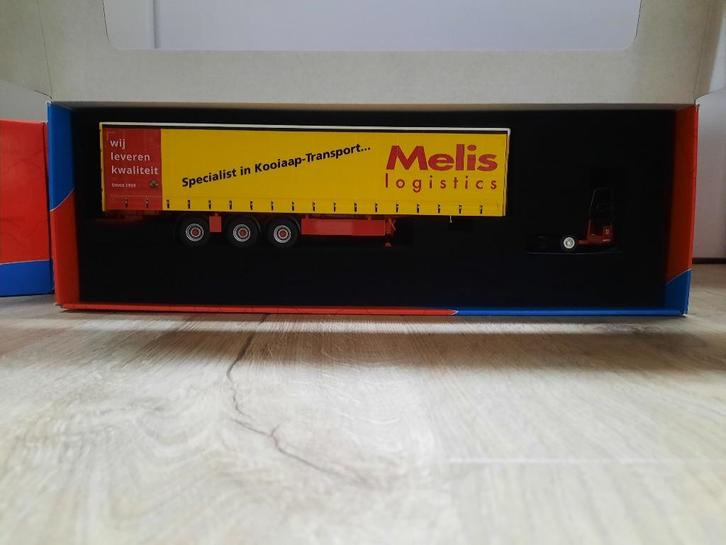 wij
leveren
kwaliteit
Specialist in Kooiaap-Transport...
Melis
logistics